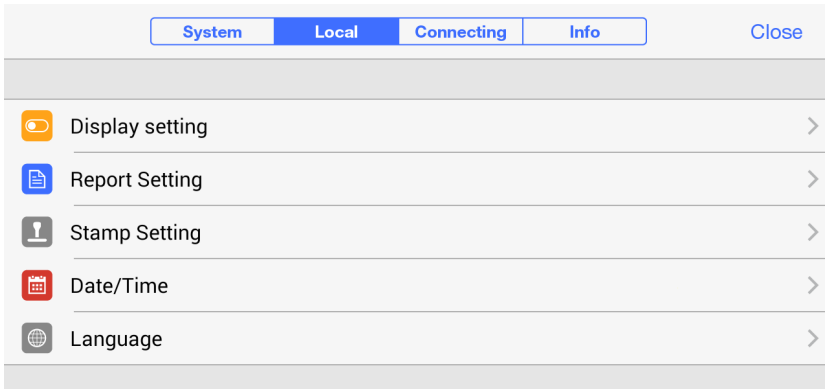 System Local Connecting Info Close
Display setting
Report Setting
Stamp Setting
Date/Time
Language